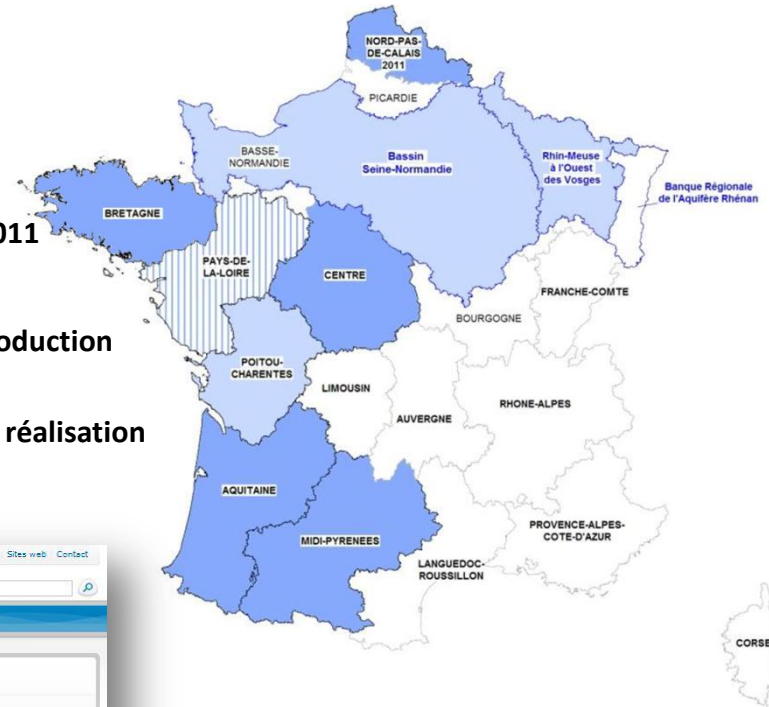 NORD-PAS-
DE-CALAIS
2011
PICARDIE
BASSE-
NORMANDIE
Bassin
Seine-Normandie
Rhin-Meuse
à l'Ouest
des Vosges
Banque Régionale
de l'Aquifère Rhénan
BRETAGNE
011
PAYS-DE-
LA-LOIRE
CENTRE
FRANCHE-COMTE
BOURGOGNE
oduction
POITOU-
CHARENTES
LIMOUSIN
RHONE-ALPES
AUVERGNE
réalisation
AQUITAINE
PROVENCE-ALPES-
COTE-D'AZUR
MIDI-PYRENEES
LANGUEDOC-
ROUSSILLON
Sites web Contact
CORSE